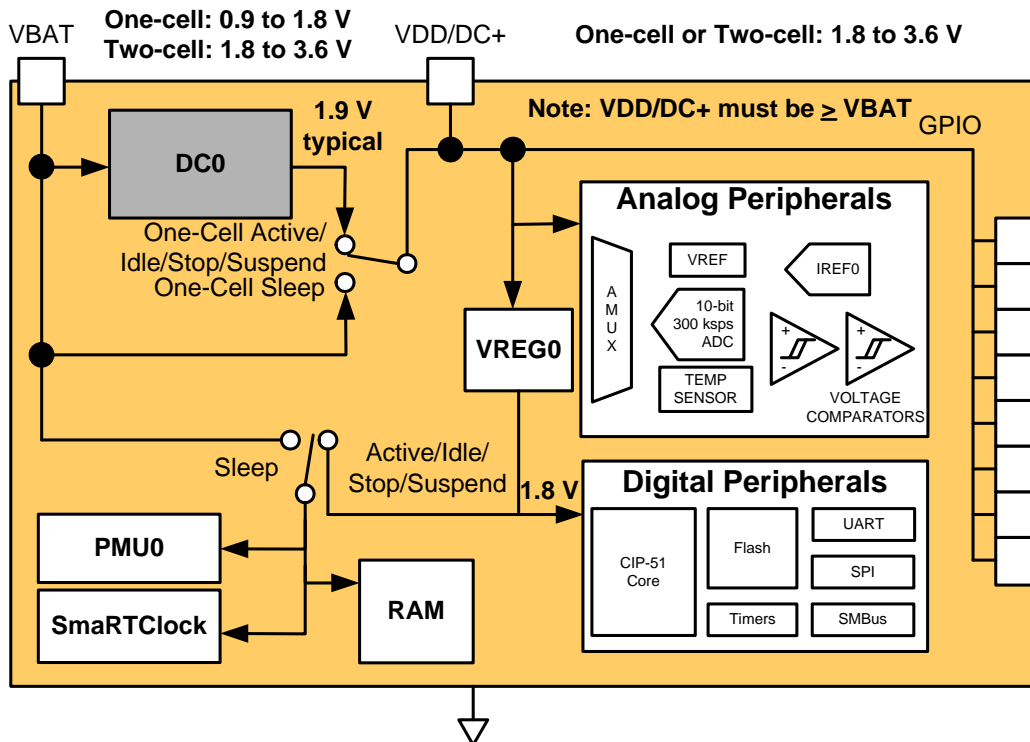 One-cell: 0.9 to 1.8 V
Two-cell: 1.8 to 3.6 V
VBAT
VDD/DC+
One-cell or Two-cell: 1.8 to 3.6 V
Note: VDD/DC+ must be ≥ VBAT
GPIO
1.9 V
typical
DC0
One-Cell Active/
Idle/Stop/Suspend
One-Cell Sleep
VREG0
Analog Peripherals
A
M
U
X
VREF
IREF0
10-bit
300 ksps
ADC
TEMP
SENSOR
+
-
+
-
VOLTAGE
COMPARATORS
Sleep
Active/Idle/
Stop/Suspend
1.8 V
Digital Peripherals
CIP-51
Core
Flash
Timers
UART
SPI
SMBus
PMU0
SmaRTClock
RAM